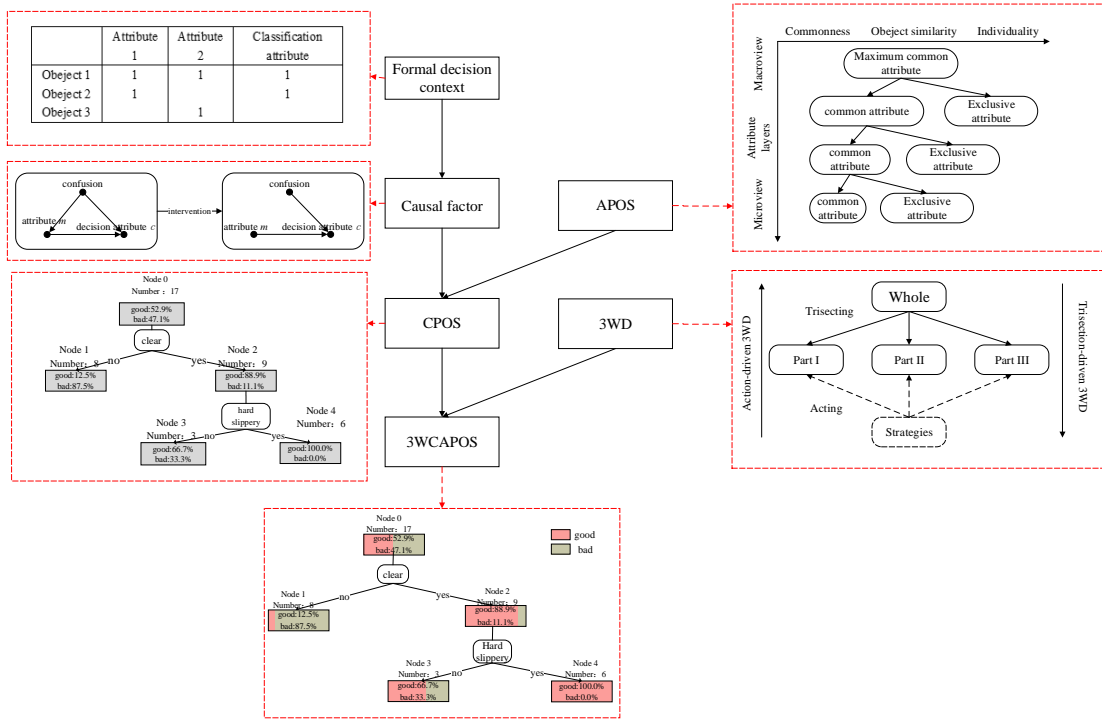 Attribute 1
Attribute 2
Classification attribute
Obeject 1 1 1 1
Obeject 2 1 1
Obeject 3 1
Formal decision context
Commonness Obeject similarity Individuality
Macroview
Attribute layers
Microview
Maximum common attribute
common attribute
Exclusive attribute
common attribute
Exclusive attribute
common attribute
Exclusive attribute
confusion
attribute m
decision attribute c
intervention
confusion
attribute m
decision attribute c
Causal factor
APOS
Node 0
Number：17
good:52.9%
bad:47.1%
clear
no
yes
Node 1
Number：8
good:12.5%
bad:87.5%
Node 2
Number：9
good:88.9%
bad:11.1%
hard slippery
no
yes
Node 3
Number：3
good:66.7%
bad:33.3%
Node 4
Number：6
good:100.0%
bad:0.0%
CPOS
3WD
Action-driven 3WD
Trisecting
Whole
Part I
Part II
Part III
Acting
Strategies
Trisection-driven 3WD
3WCAPOS
Node 0
Number：17
good:52.9%
bad:47.1%
good
bad
clear
no
yes
Node 1
Number：8
good:12.5%
bad:87.5%
Node 2
Number：9
good:88.9%
bad:11.1%
Hard slippery
no
yes
Node 3
Number：3
good:66.7%
bad:33.3%
Node 4
Number：6
good:100.0%
bad:0.0%